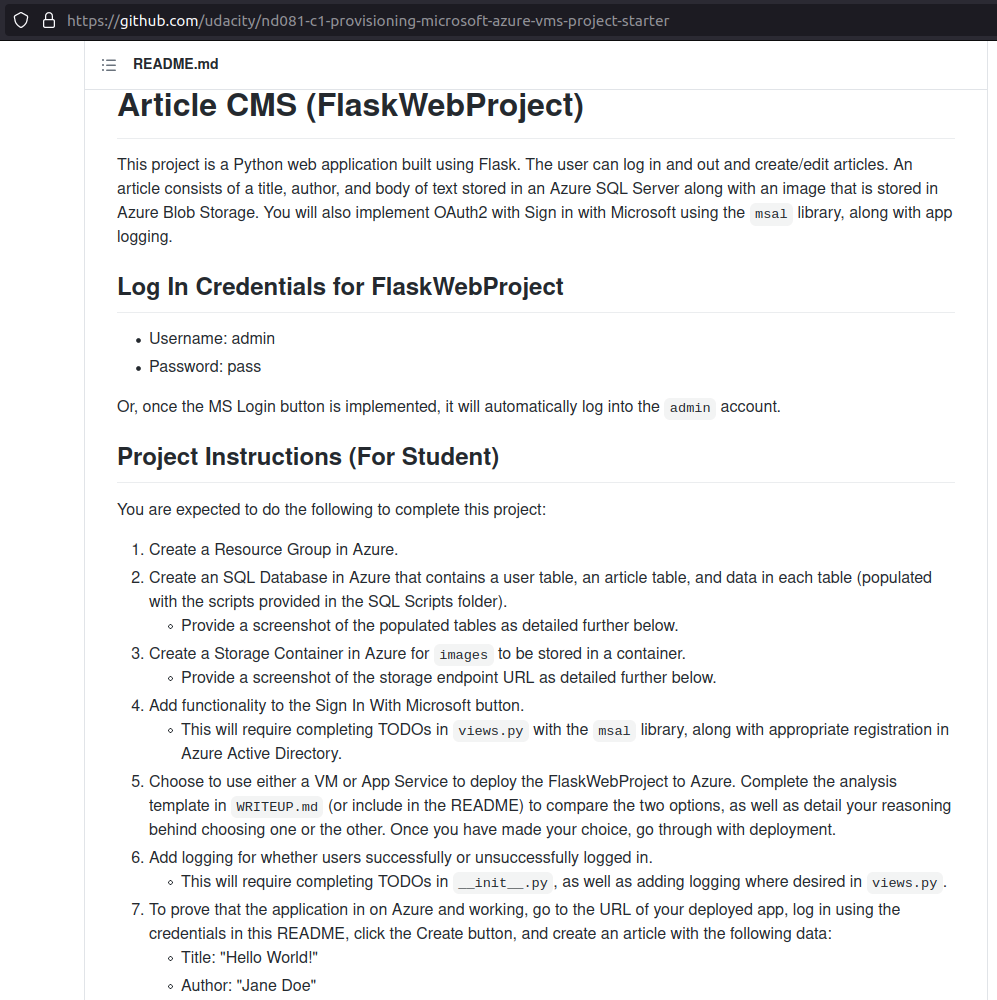 https://github.com/udacity/nd081-c1-provisioning-microsoft-azure-vms-project-starter
README.md
Article CMS (FlaskWebProject)
This project is a Python web application built using Flask. The user can log in and out and create/edit articles. An
article consists of a title, author, and body of text stored in an Azure SQL Server along with an image that is stored in
Azure Blob Storage. You will also implement OAuth2 with Sign in with Microsoft using the msal library, along with app
logging.
Log In Credentials for FlaskWebProject
• Username: admin
• Password: pass
Or, once the MS Login button is implemented, it will automatically log into the admin account.
Project Instructions (For Student)
You are expected to do the following to complete this project:
1. Create a Resource Group in Azure.
2. Create an SQL Database in Azure that contains a user table, an article table, and data in each table (populated
with the scripts provided in the SQL Scripts folder).
◦ Provide a screenshot of the populated tables as detailed further below.
3. Create a Storage Container in Azure for images to be stored in a container.
◦ Provide a screenshot of the storage endpoint URL as detailed further below.
4. Add functionality to the Sign In With Microsoft button.
◦ This will require completing TODOs in views.py with the msal library, along with appropriate registration in
Azure Active Directory.
5. Choose to use either a VM or App Service to deploy the FlaskWebProject to Azure. Complete the analysis
template in WRITEUP.md (or include in the README) to compare the two options, as well as detail your reasoning
behind choosing one or the other. Once you have made your choice, go through with deployment.
6. Add logging for whether users successfully or unsuccessfully logged in.
◦ This will require completing TODOs in __init__.py, as well as adding logging where desired in views.py.
7. To prove that the application in on Azure and working, go to the URL of your deployed app, log in using the
credentials in this README, click the Create button, and create an article with the following data:
◦ Title: "Hello World!"
◦ Author: "Jane Doe"